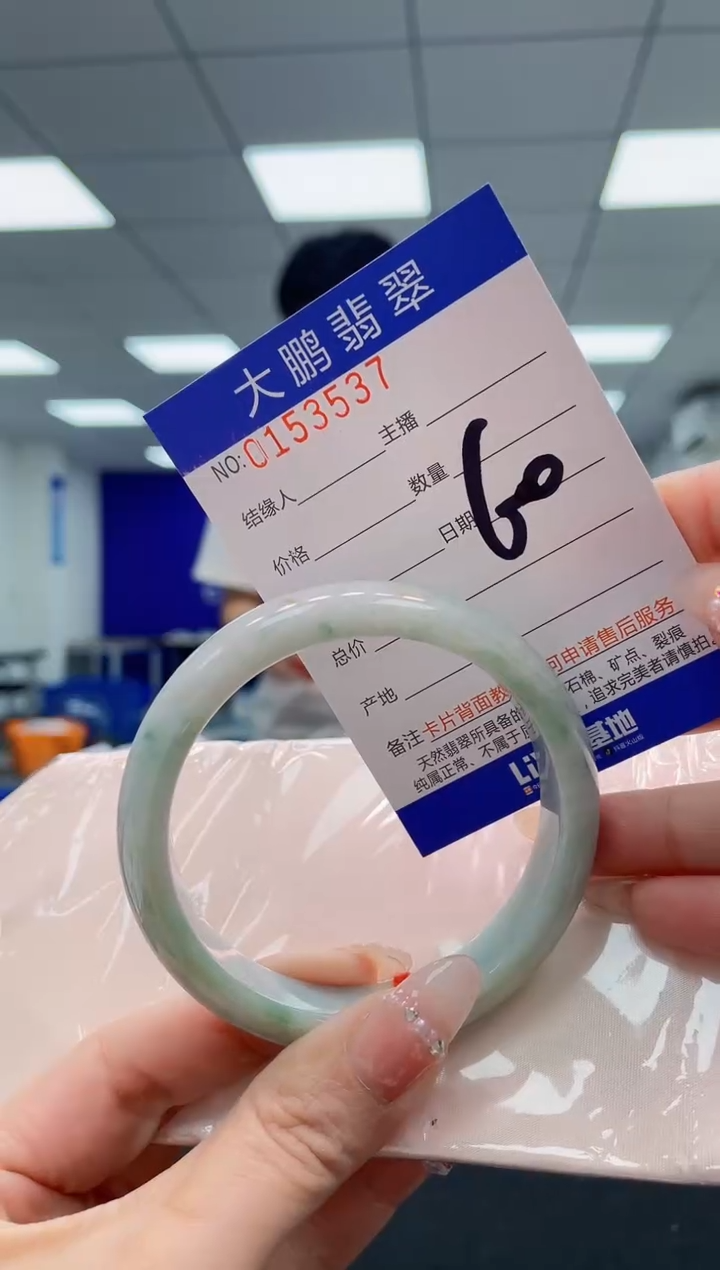 大鹏翡翠
NO:0153537
结缘人 主播
价格 数量
日期
60
总价
产地
备注 卡片背面教 可申请售后服务
天然翡翠所具备的 石棉、矿点、裂痕
纯属正常、不属于 ,追求完美者请慎拍.
基地